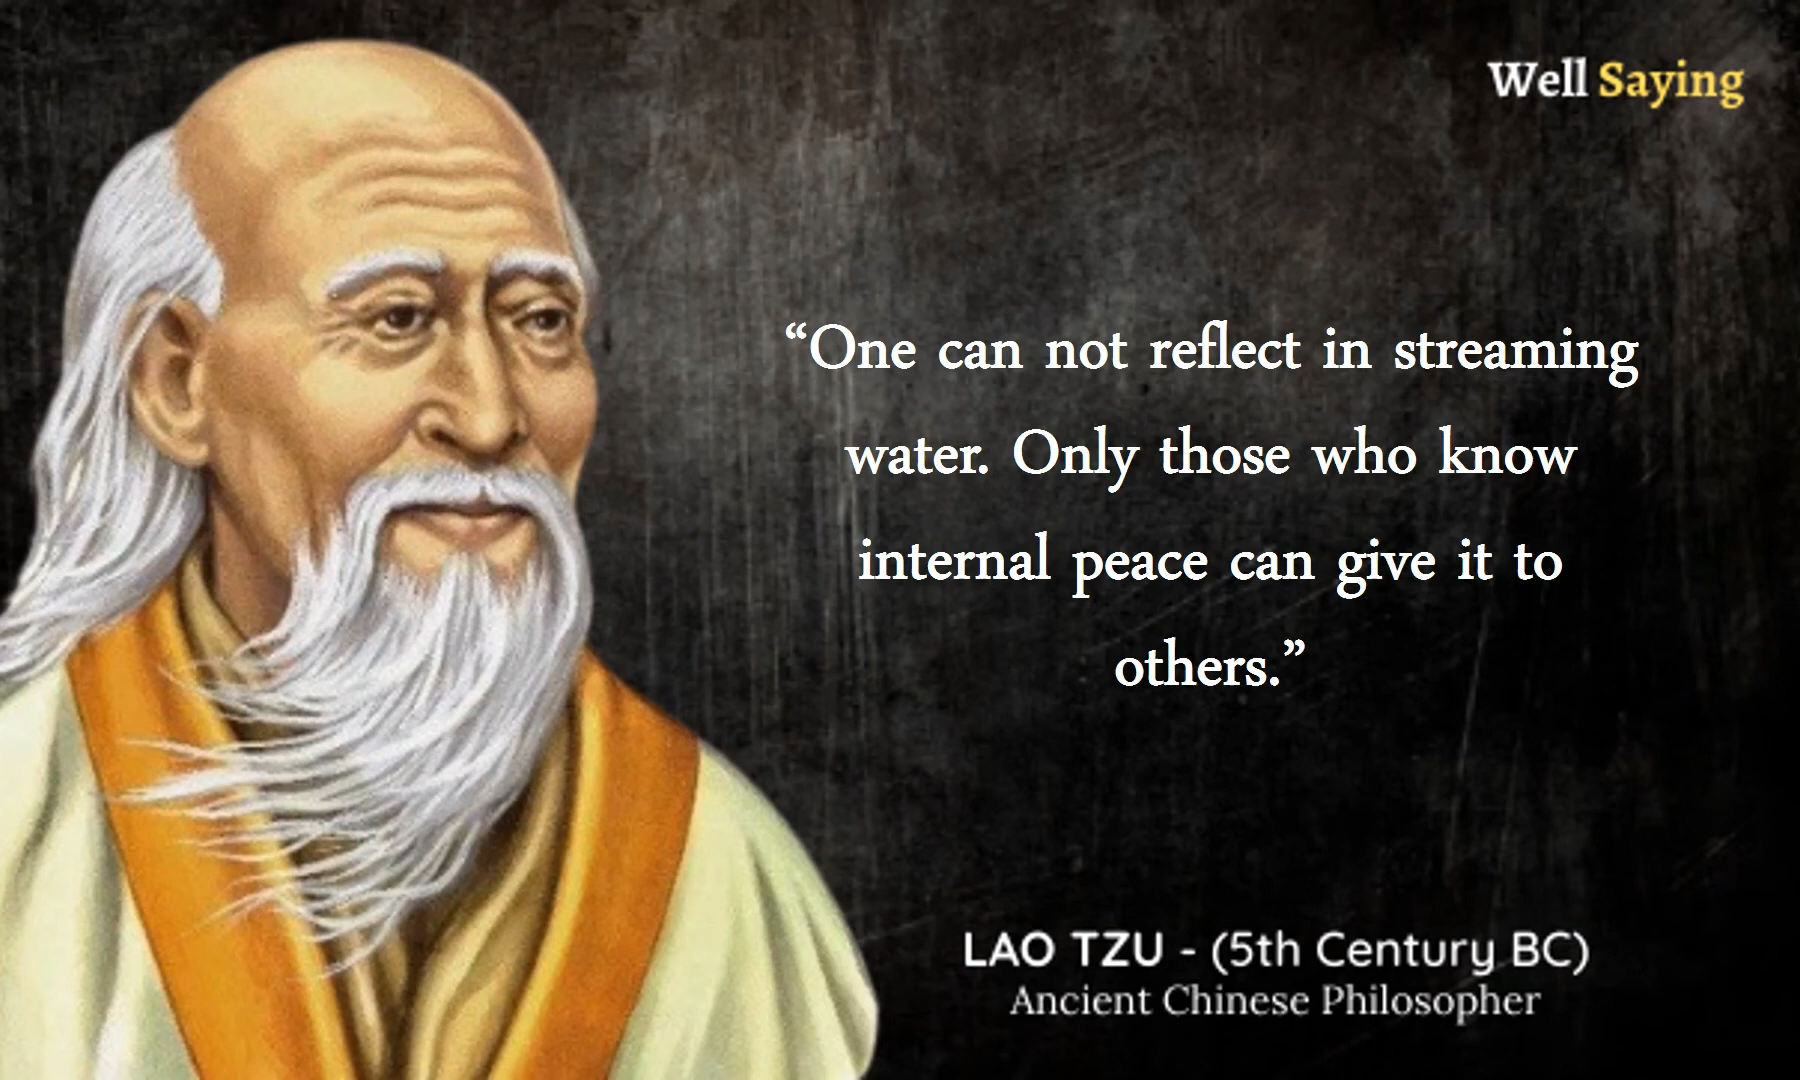 Well Saying
“One can not reflect in streaming
water. Only those who know
internal peace can give it to
others.”
LAO TZU - (5th Century BC)
Ancient Chinese Philosopher